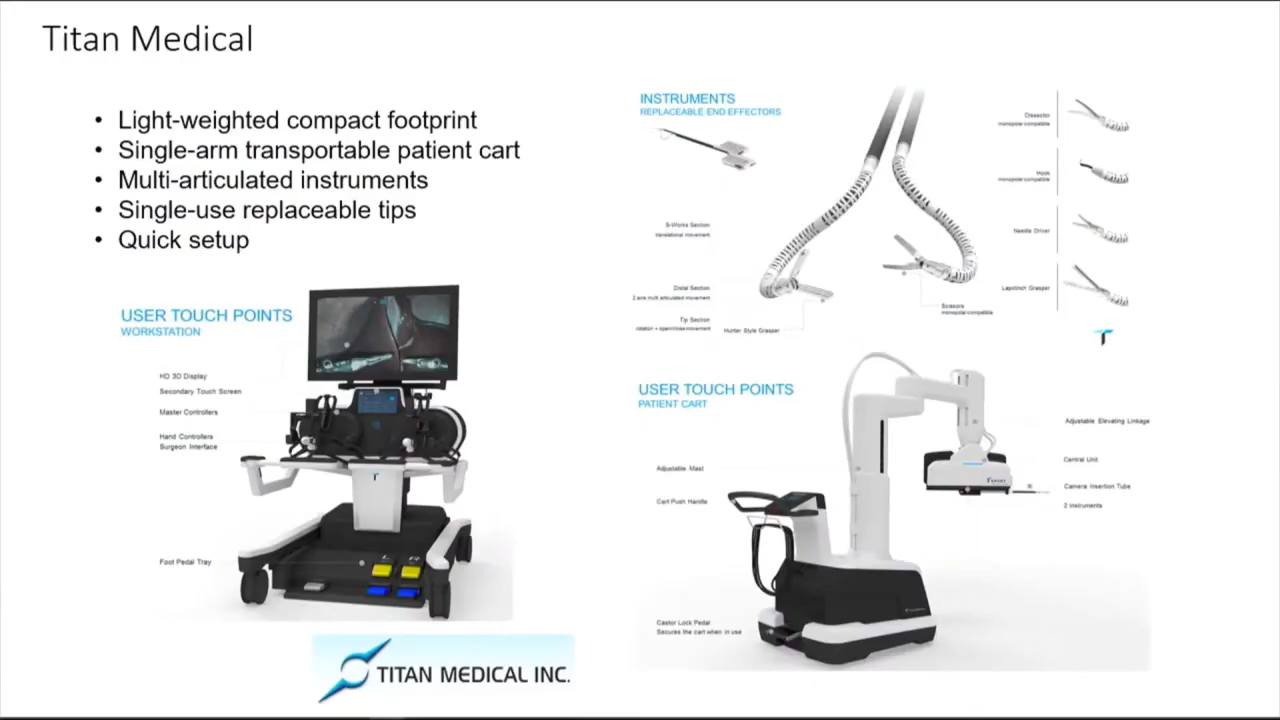 Titan Medical
• Light-weighted compact footprint
• Single-arm transportable patient cart
• Multi-articulated instruments
• Single-use replaceable tips
• Quick setup
USER TOUCH POINTS
WORKSTATION
HD 3D Display
Secondary Touch Screen
Master Controllers
Hand Controllers
Surgeon Interface
Foot Pedal Tray
TITAN MEDICAL INC.
INSTRUMENTS
REPLACEABLE END EFFECTORS
S-Works Section
translational movement
Distal Section
2 axis multi articulated movement
Tip Section
rotation + open/close movement
Hunter Style Grasper
Scissors
monopolar compatible
Dissector
monopolar compatible
Hook
monopolar compatible
Needle Driver
Lapclinch Grasper
USER TOUCH POINTS
PATIENT CART
Adjustable Mast
Cart Push Handle
Castor Lock Pedal
Secures the cart when in use
Adjustable Elevating Linkage
Central Unit
Camera Insertion Tube
2 Instruments